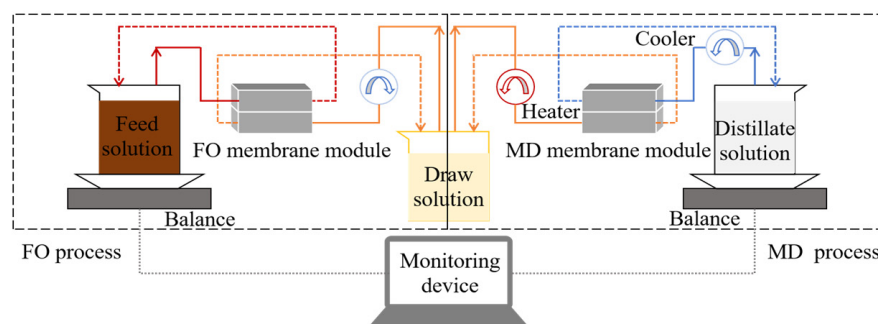 Cooler
Feed
solution
FO membrane module
Heater
MD membrane module
Distillate
solution
Draw
solution
Balance
Balance
FO process
MD process
Monitoring
device